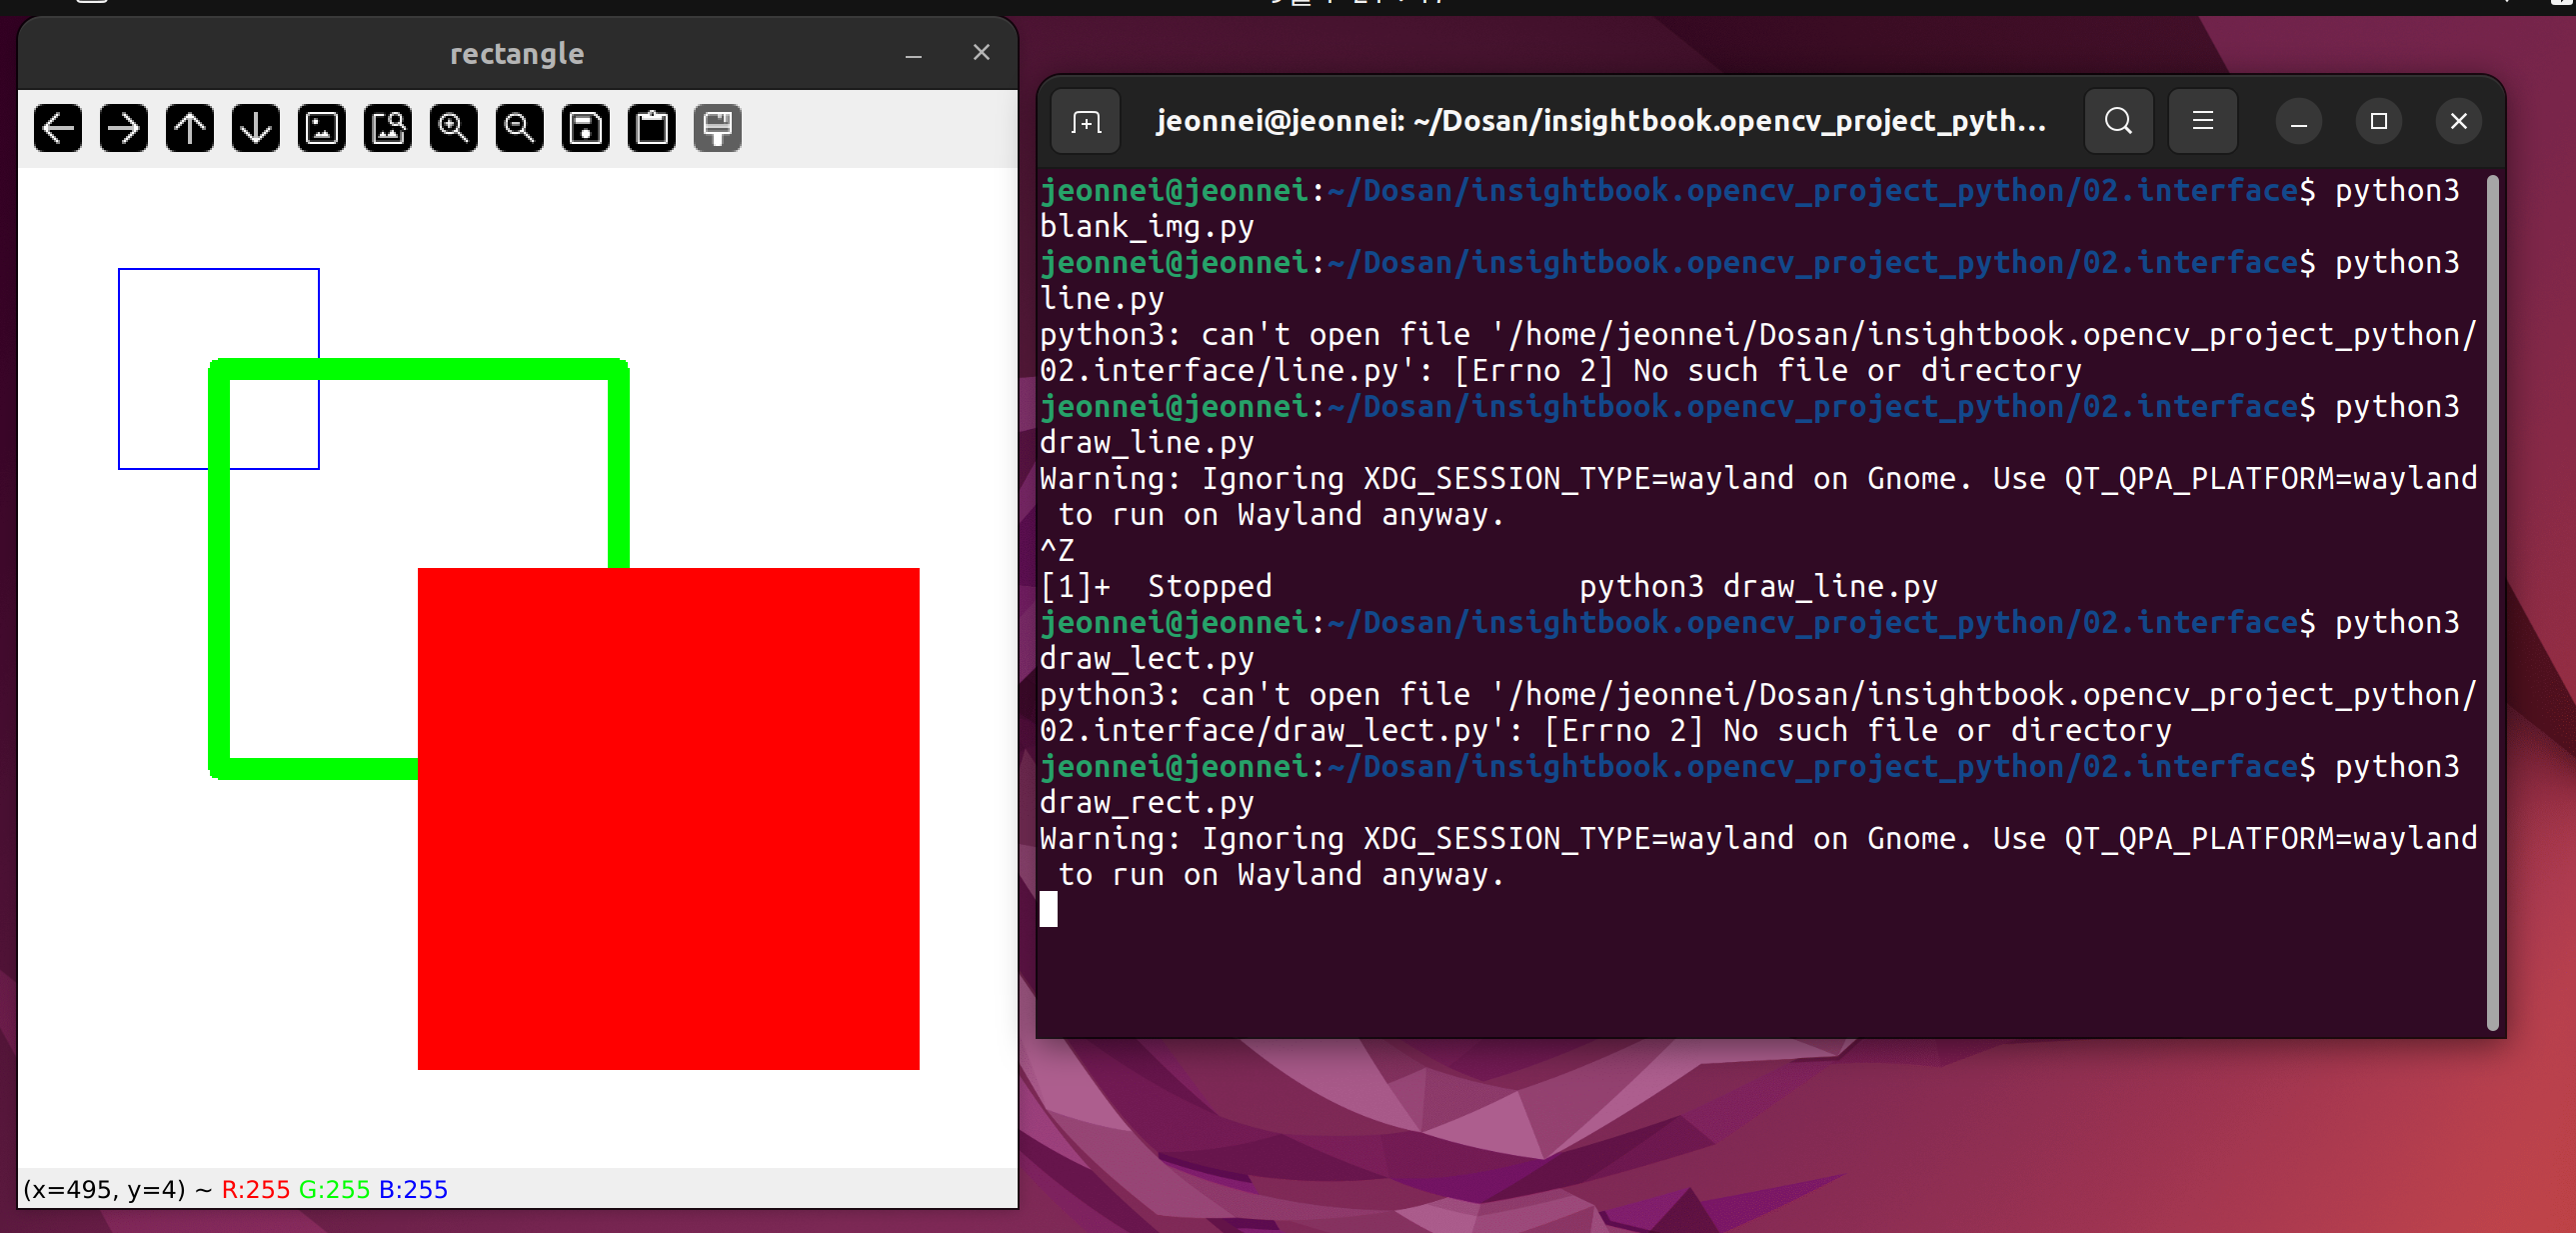 rectangle
jeonnei@jeonnei: ~/Dosan/insightbook.opencv_project_pyth...
jeonnei@jeonnei:~/Dosan/insightbook.opencv_project_python/02.interface$ python3
blank_img.py
jeonnei@jeonnei:~/Dosan/insightbook.opencv_project_python/02.interface$ python3
line.py
python3: can't open file '/home/jeonnei/Dosan/insightbook.opencv_project_python/
02.interface/line.py': [Errno 2] No such file or directory
jeonnei@jeonnei:~/Dosan/insightbook.opencv_project_python/02.interface$ python3
draw_line.py
Warning: Ignoring XDG_SESSION_TYPE=wayland on Gnome. Use QT_QPA_PLATFORM=wayland
 to run on Wayland anyway.
^Z
[1]+  Stopped                 python3 draw_line.py
jeonnei@jeonnei:~/Dosan/insightbook.opencv_project_python/02.interface$ python3
draw_lect.py
python3: can't open file '/home/jeonnei/Dosan/insightbook.opencv_project_python/
02.interface/draw_lect.py': [Errno 2] No such file or directory
jeonnei@jeonnei:~/Dosan/insightbook.opencv_project_python/02.interface$ python3
draw_rect.py
Warning: Ignoring XDG_SESSION_TYPE=wayland on Gnome. Use QT_QPA_PLATFORM=wayland
 to run on Wayland anyway.
(x=495, y=4) ~ R:255 G:255 B:255